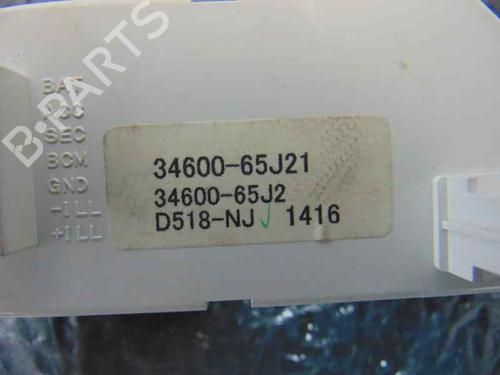 B-PARTS
BAT
ACC
SEC
BCM
GND
-ILL
+ILL
34600-65J21
34600-65J2
D518-NJ 1416